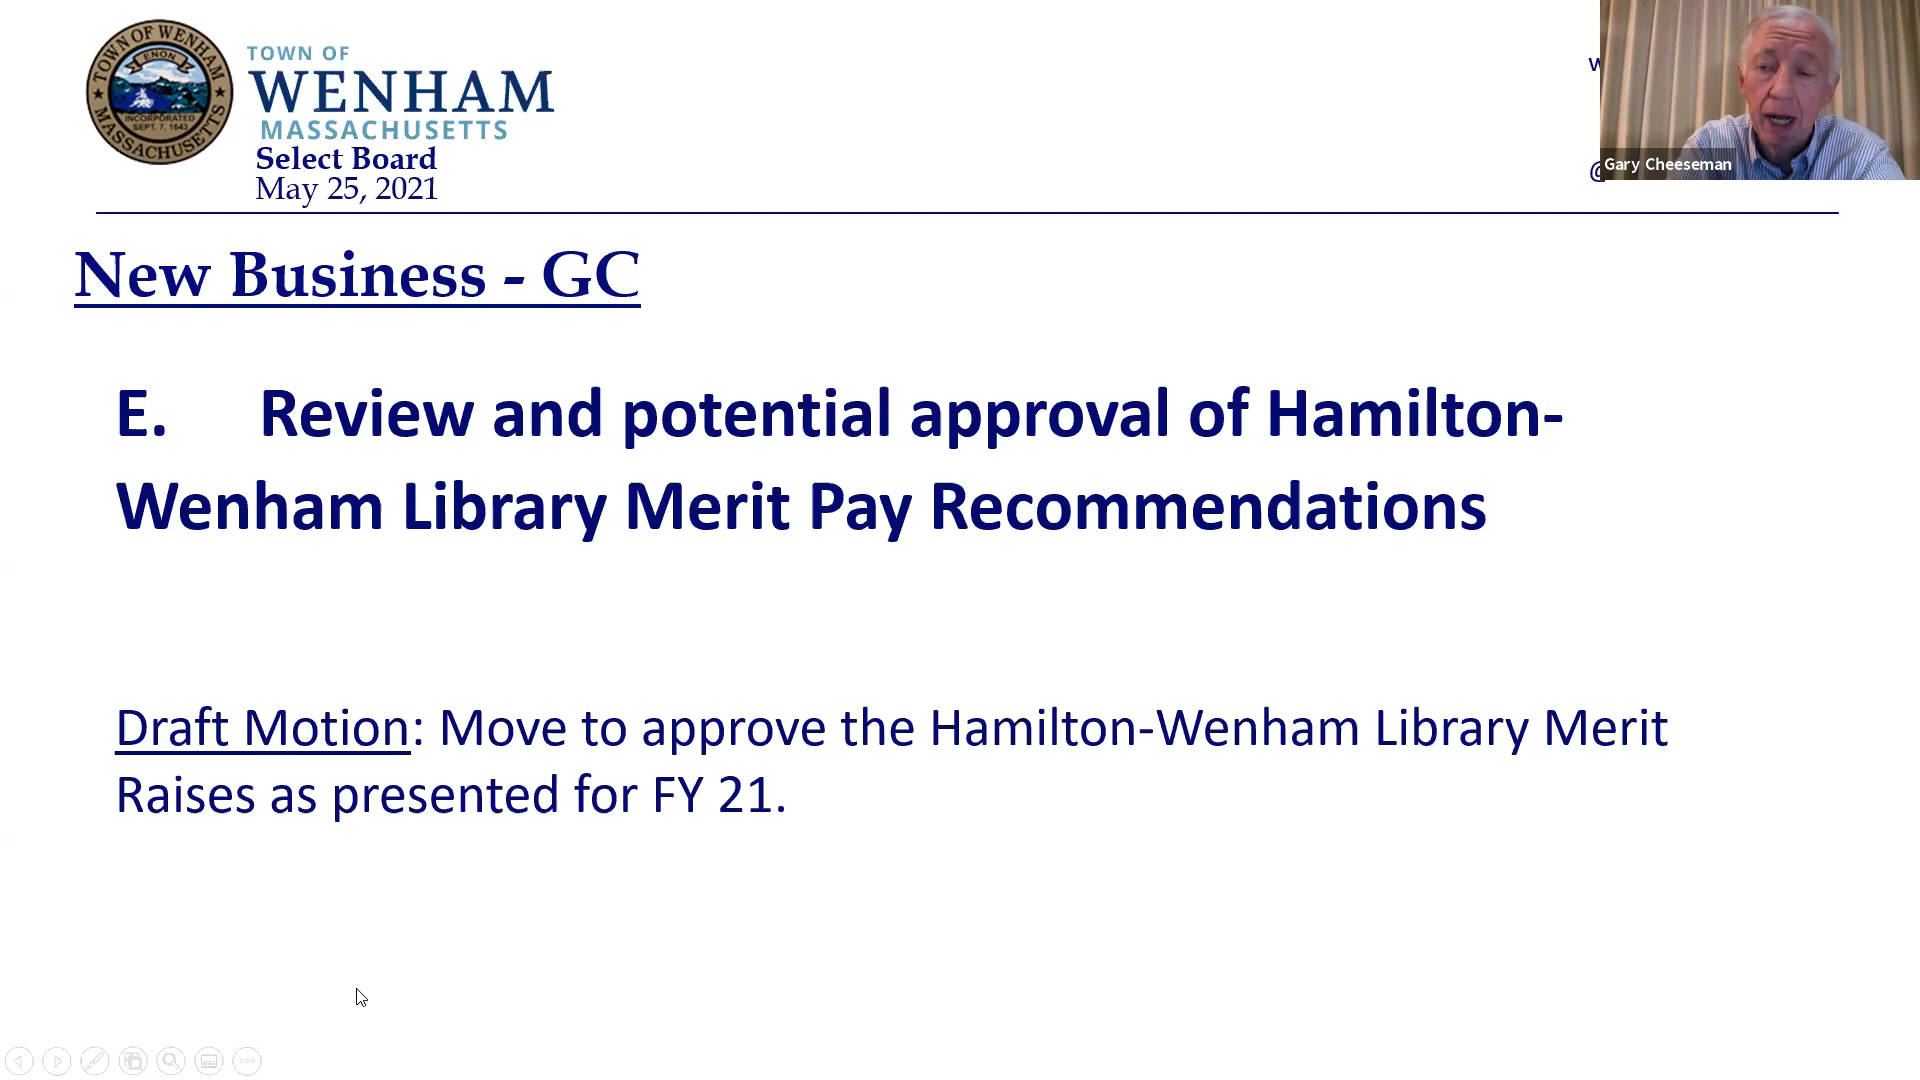 TOWN OF WENHAM
ENON
INCORPORATED
SEPT. 7, 1643
MASSACHUSETTS
TOWN OF
WENHAM
MASSACHUSETTS
Select Board
May 25, 2021
Gary Cheeseman
New Business - GC
E. Review and potential approval of Hamilton-
Wenham Library Merit Pay Recommendations
Draft Motion: Move to approve the Hamilton-Wenham Library Merit
Raises as presented for FY 21.